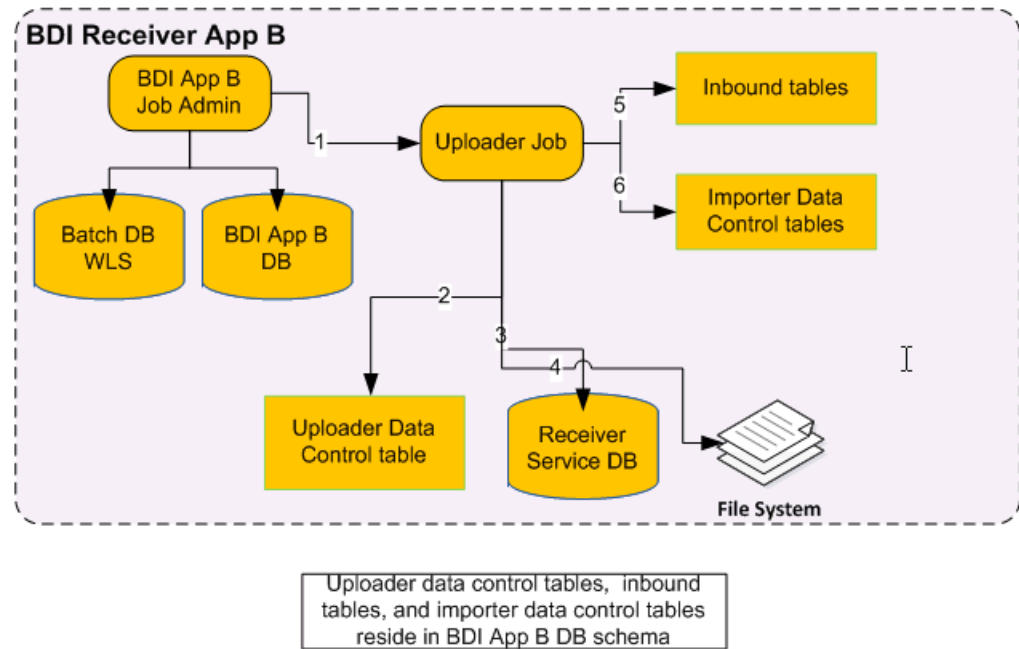 BDI Receiver App B
BDI App B
Job Admin
1
Uploader Job
5
Inbound tables
6
Importer Data
Control tables
Batch DB
WLS
BDI App B
DB
2
3
4
Uploader Data
Control table
Receiver
Service DB
File System
Uploader data control tables, inbound
tables, and importer data control tables
reside in BDI App B DB schema